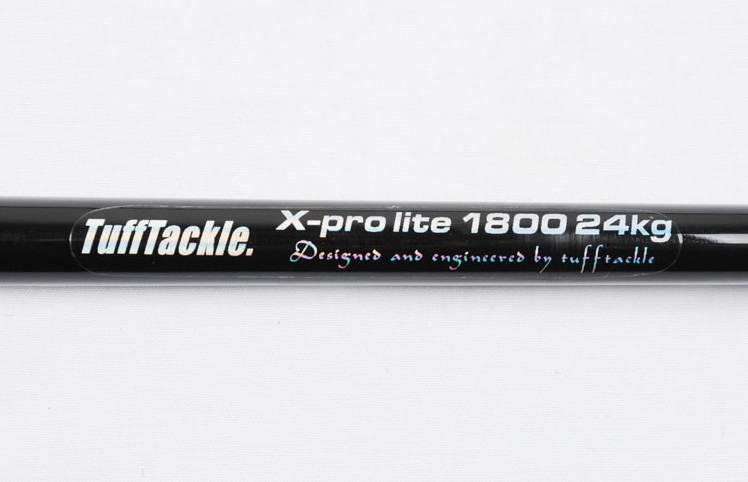 TuffTackle.
X-pro lite 1800 24kg
Designed and engineered by tufftackle